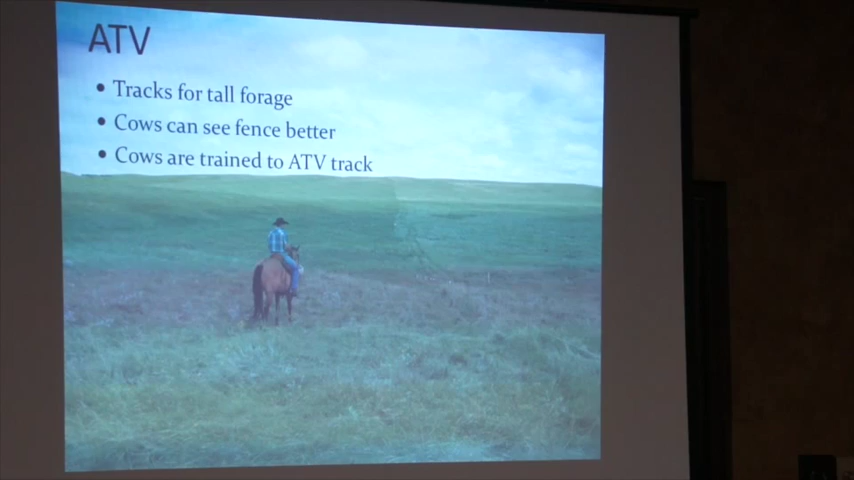 ATV
• Tracks for tall forage
• Cows can see fence better
• Cows are trained to ATV track